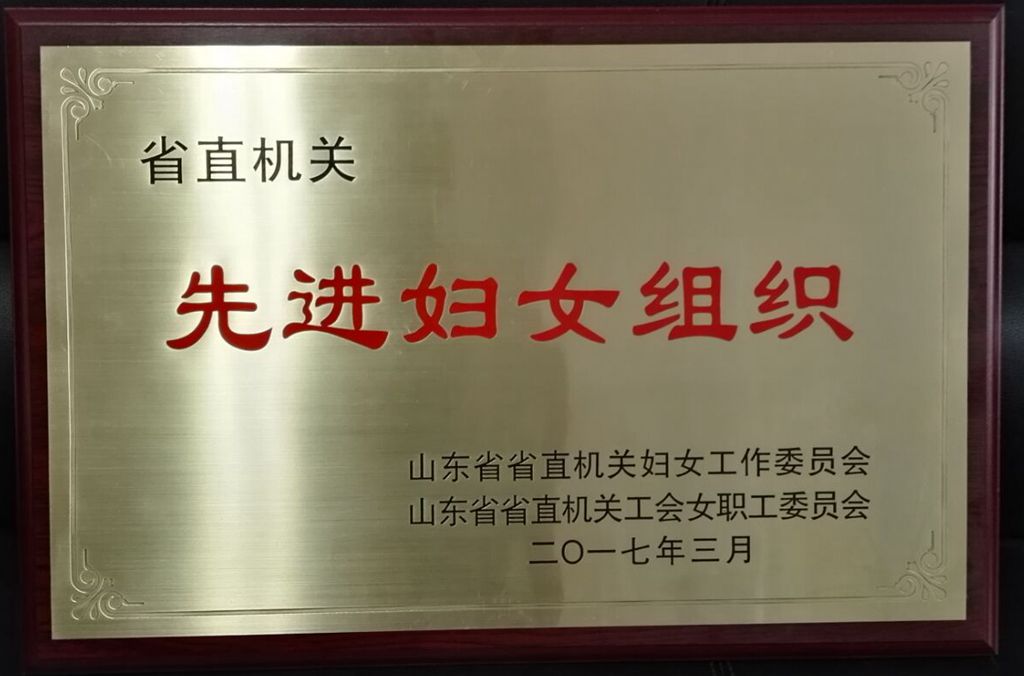 省直机关
先进妇女组织
山东省省直机关妇女工作委员会
山东省省直机关工会女职工委员会
二〇一七年三月